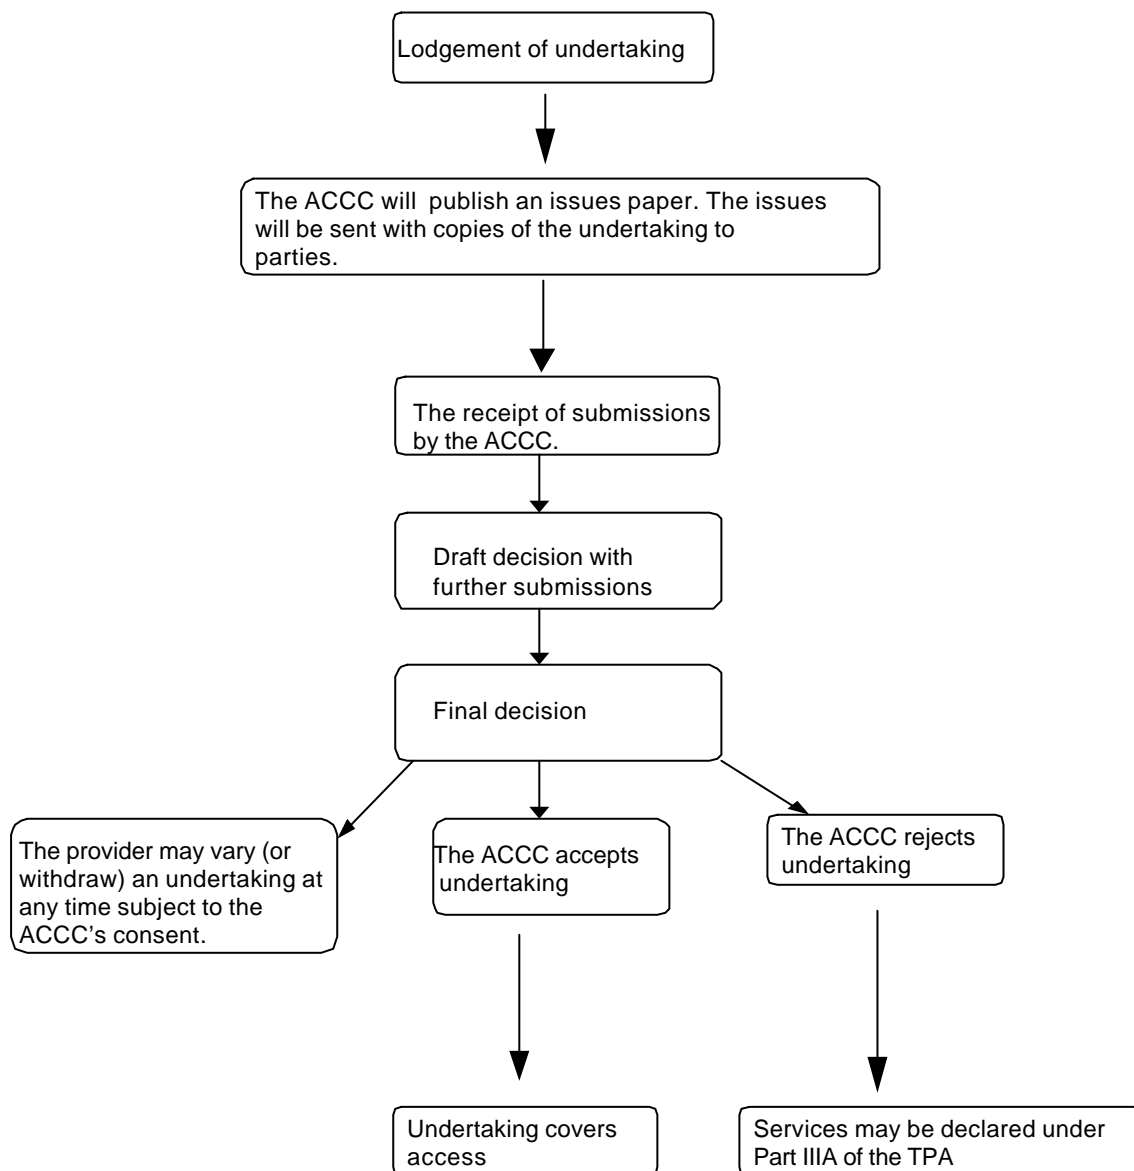 Lodgement of undertaking
The ACCC will publish an issues paper. The issues
will be sent with copies of the undertaking to
parties.
The receipt of submissions
by the ACCC.
Draft decision with
further submissions
Final decision
The provider may vary (or
withdraw) an undertaking at
any time subject to the
ACCC's consent.
The ACCC accepts
undertaking
The ACCC rejects
undertaking
Undertaking covers
access
Services may be declared under
Part IIIA of the TPA